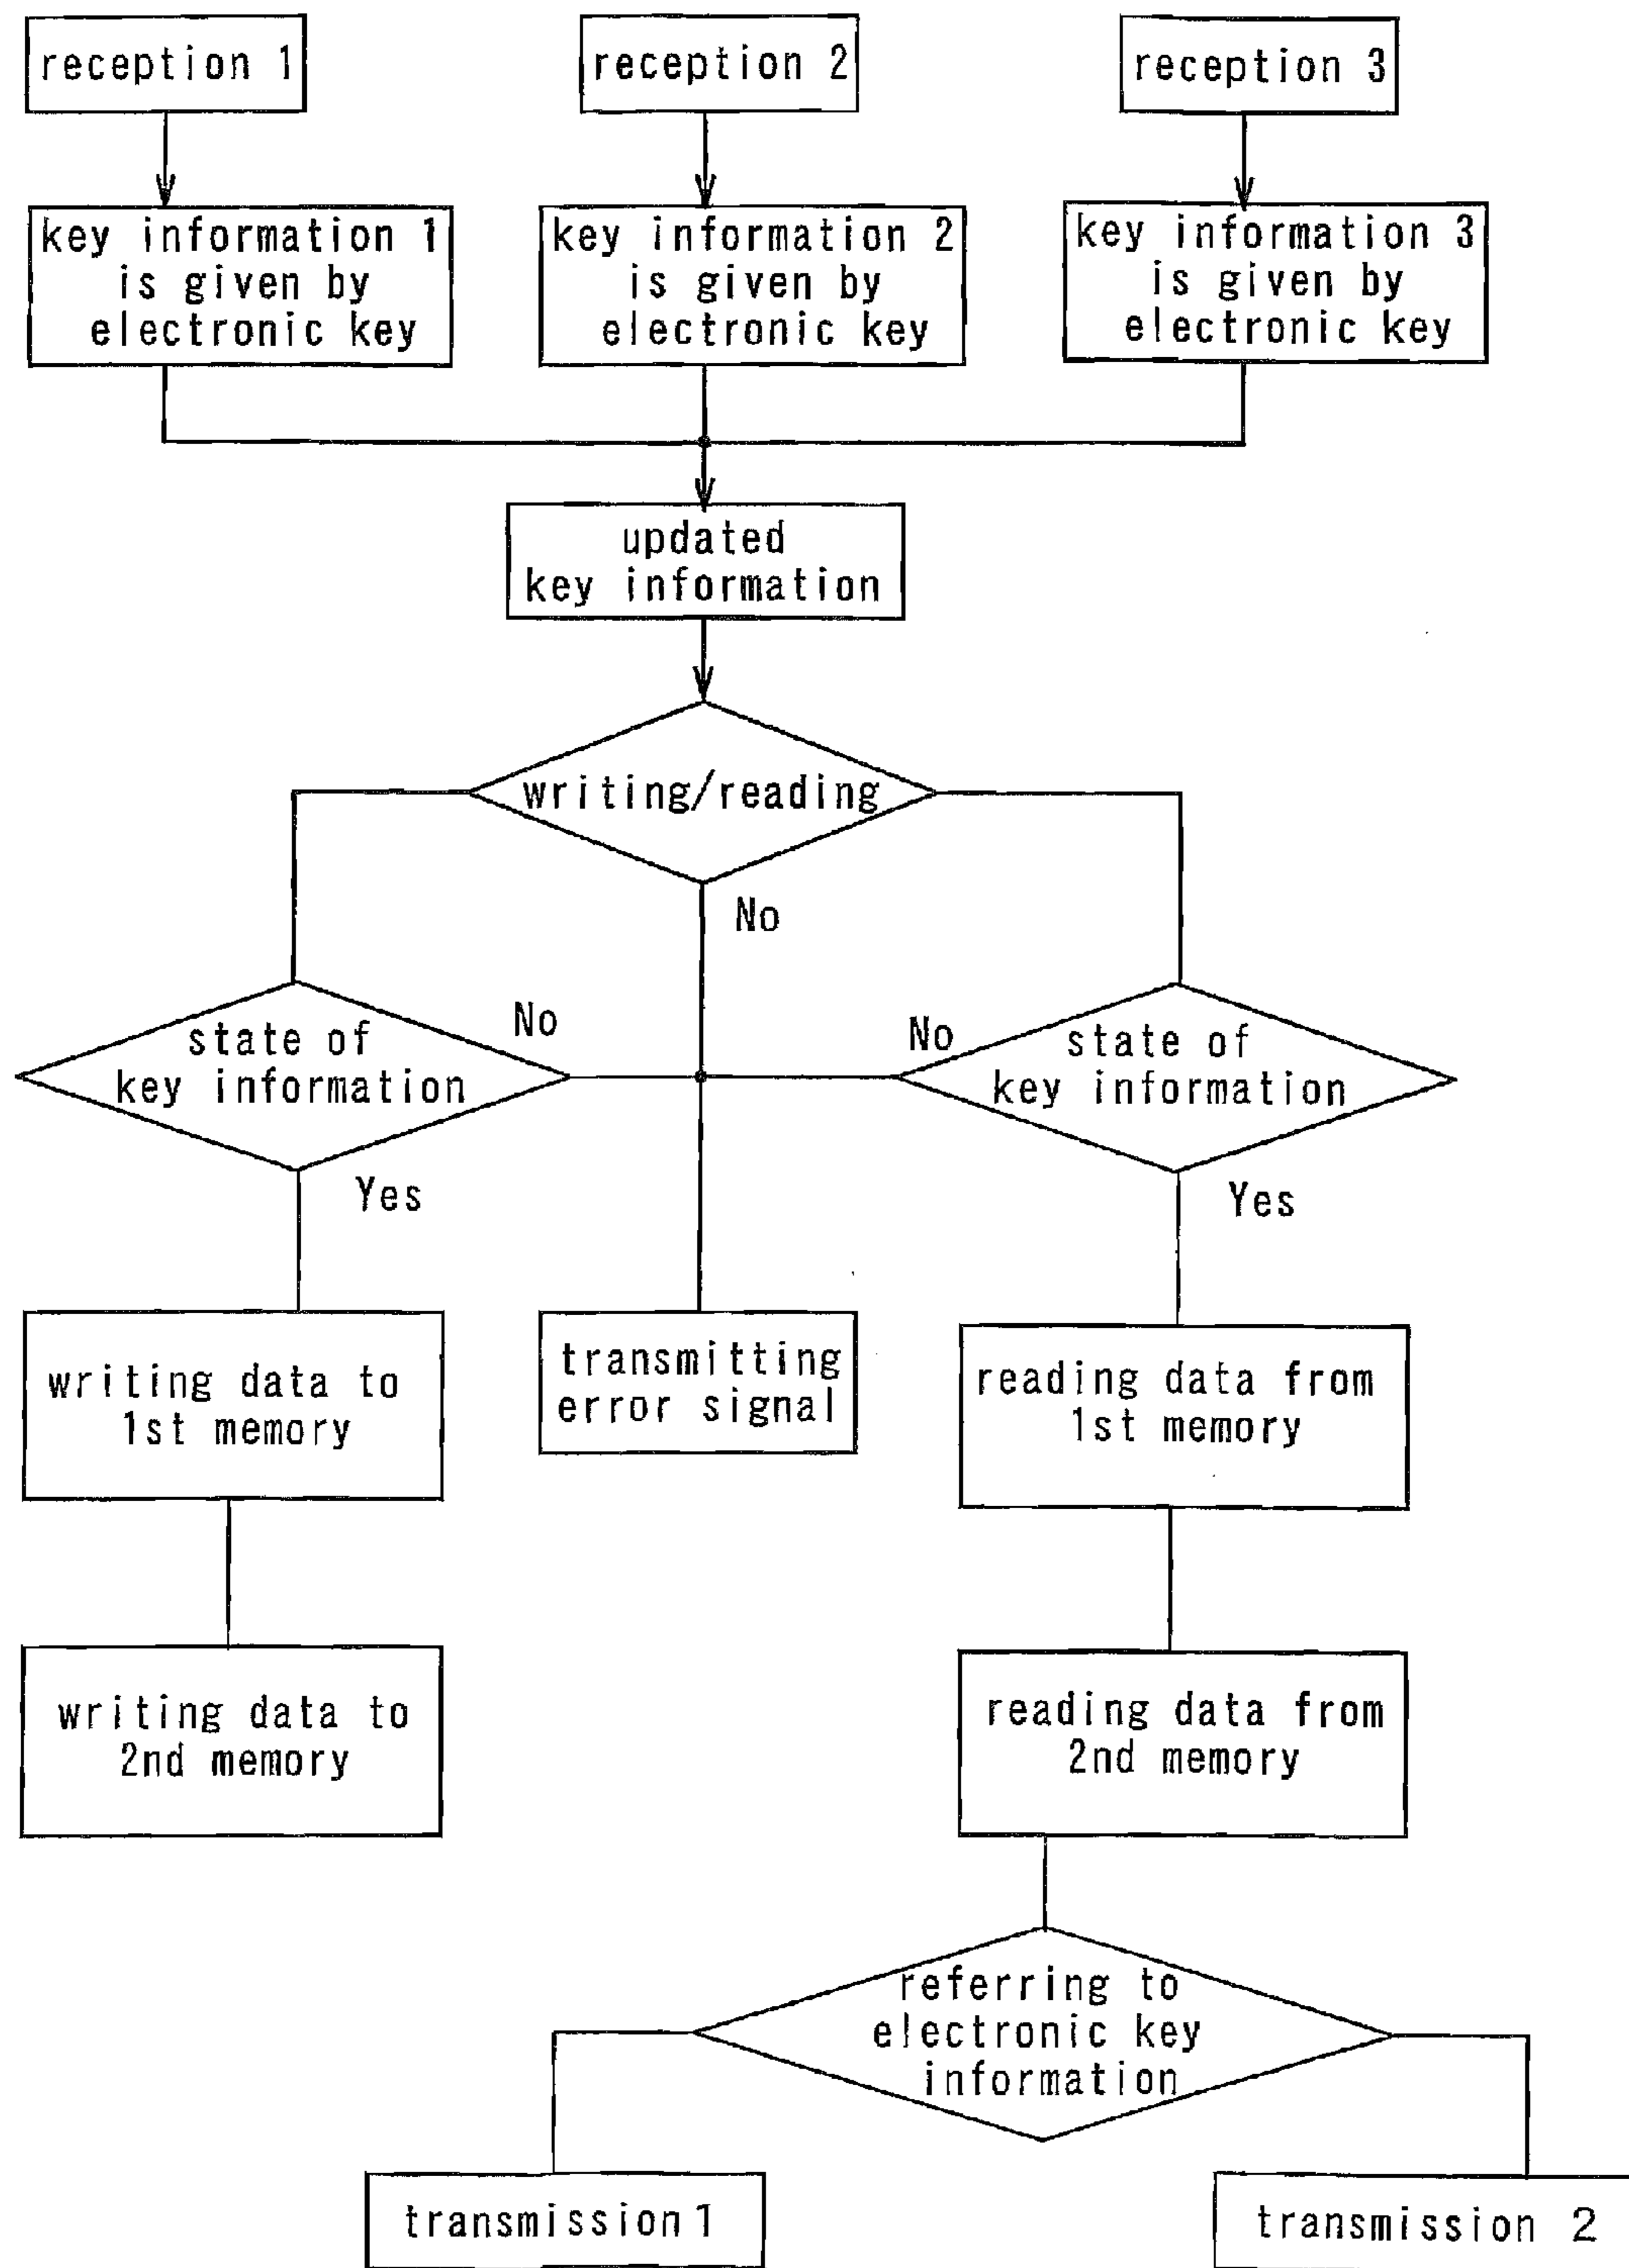 reception 1
reception 2
reception 3
key information 1
is given by
electronic key
key information 2
is given by
electronic key
key information 3
is given by
electronic key
updated
key information
writing/reading
No
state of
key information
No
No
state of
key information
Yes
Yes
writing data to
1st memory
transmitting
error signal
reading data from
1st memory
writing data to
2nd memory
reading data from
2nd memory
referring to
electronic key
information
transmission 1
transmission 2